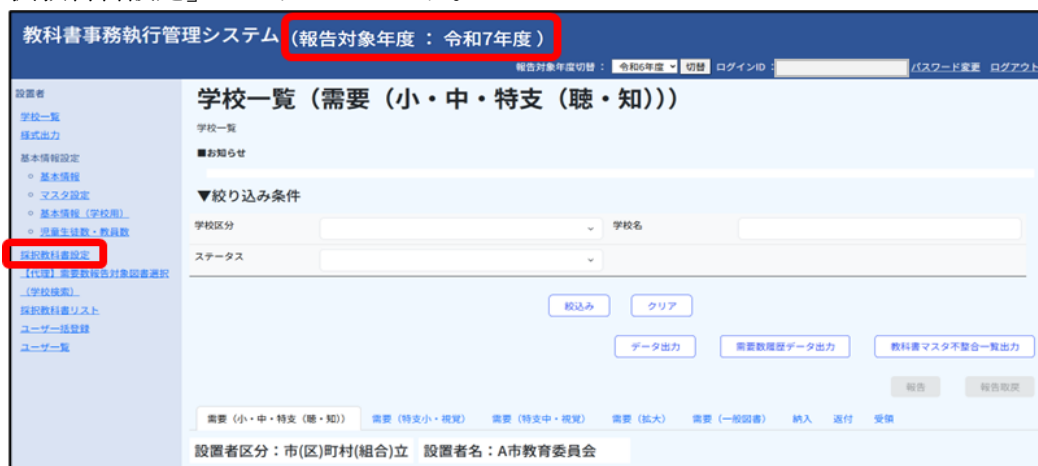 教科書事務執行管理システム（報告対象年度 ： 令和7年度 ）
報告対象年度切替： 令和6年度 切替 ログインID： パスワード変更 ログアウト
設置者
学校一覧
様式出力
基本情報設定
基本情報
マスタ設定
基本情報（学校用）
児童生徒数・教員数
採択教科書設定
【代理】需要数報告対象図書選択
（学校検索）
採択教科書リスト
ユーザ一括登録
ユーザ一覧
学校一覧（需要（小・中・特支（聴・知）））
学校一覧
■お知らせ
▼絞り込み条件
学校区分 学校名
ステータス
絞込み クリア
データ出力 需要数履歴データ出力 教科書マスタ不整合一覧出力
報告 報告取戻
需要（小・中・特支（聴・知）） 需要（特支小・視覚） 需要（特支中・視覚） 需要（拡大） 需要（一般図書） 納入 返付 受領
設置者区分：市(区)町村(組合)立 設置者名：A市教育委員会